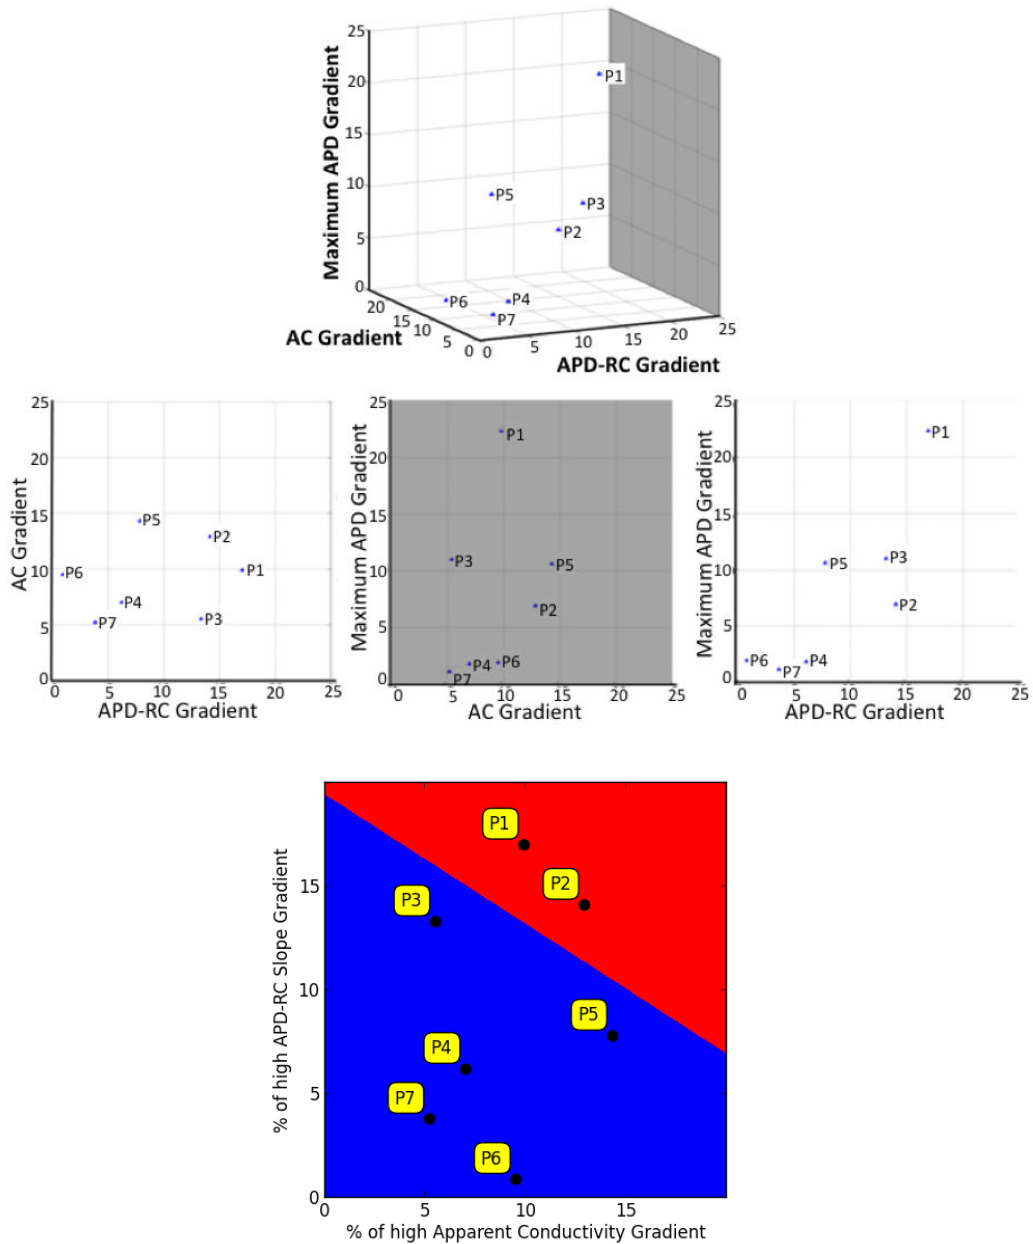 25
20
15
10
5
0
Maximum APD Gradient
P1
P5
P3
P2
P6
P4
P7
20
15
10
5
0
AC Gradient
0
5
10
15
20
25
APD-RC Gradient
25
20
15
10
5
0
AC Gradient
P5
P2
P6
P1
P4
P7
P3
0
5
10
15
20
25
APD-RC Gradient
25
20
15
10
5
0
Maximum APD Gradient
P1
P3
P5
P2
P4
P6
P7
0
5
10
15
20
25
AC Gradient
25
20
15
10
5
0
Maximum APD Gradient
P1
P3
P5
P2
P6
P4
P7
0
5
10
15
20
25
APD-RC Gradient
15
10
5
0
% of high APD-RC Slope Gradient
P1
P2
P3
P5
P4
P7
P6
0
5
10
15
% of high Apparent Conductivity Gradient